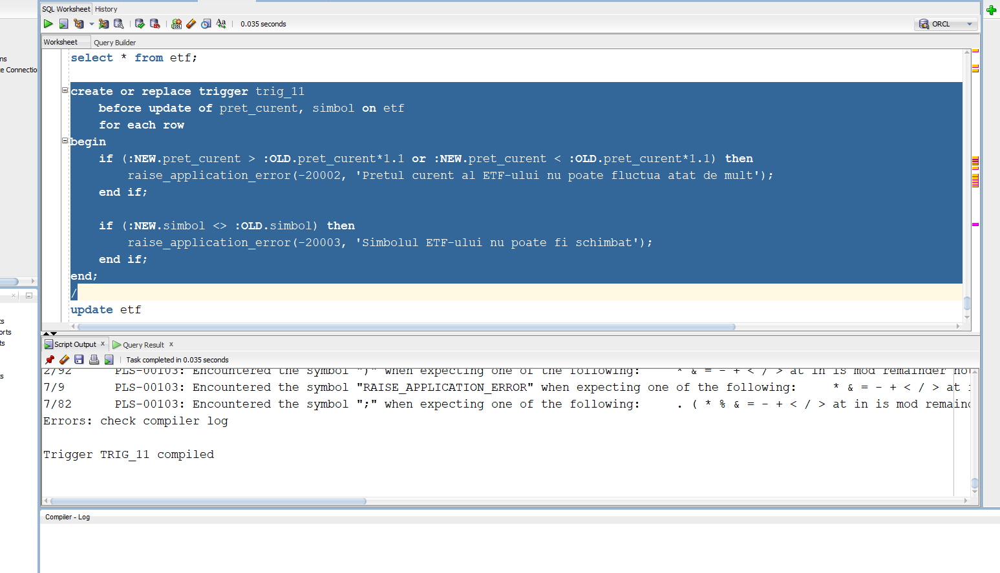 SQL Worksheet History
0.035 seconds
ORCL
Worksheet Query Builder
ns
e Connectio
select * from etf;
create or replace trigger trig_11
before update of pret_curent, simbol on etf
for each row
begin
if (:NEW.pret_curent > :OLD.pret_curent*1.1 or :NEW.pret_curent < :OLD.pret_curent*1.1) then
raise_application_error(-20002, 'Pretul curent al ETF-ului nu poate fluctua atat de mult');
end if;
if (:NEW.simbol <> :OLD.simbol) then
raise_application_error(-20003, 'Simbolul ETF-ului nu poate fi schimbat');
end if;
end;
/
update etf
ts
orts
ts
s
Script Output x Query Result x
Task completed in 0.035 seconds
2/92 PLS-00103: Encountered the symbol ")" when expecting one of the following: * & = - + < / > at in is mod remainder no
7/9 PLS-00103: Encountered the symbol "RAISE_APPLICATION_ERROR" when expecting one of the following: * & = - + < / > at i
7/82 PLS-00103: Encountered the symbol ";" when expecting one of the following: . ( * % & = - + < / > at in is mod remaind
Errors: check compiler log
Trigger TRIG_11 compiled
Compiler - Log